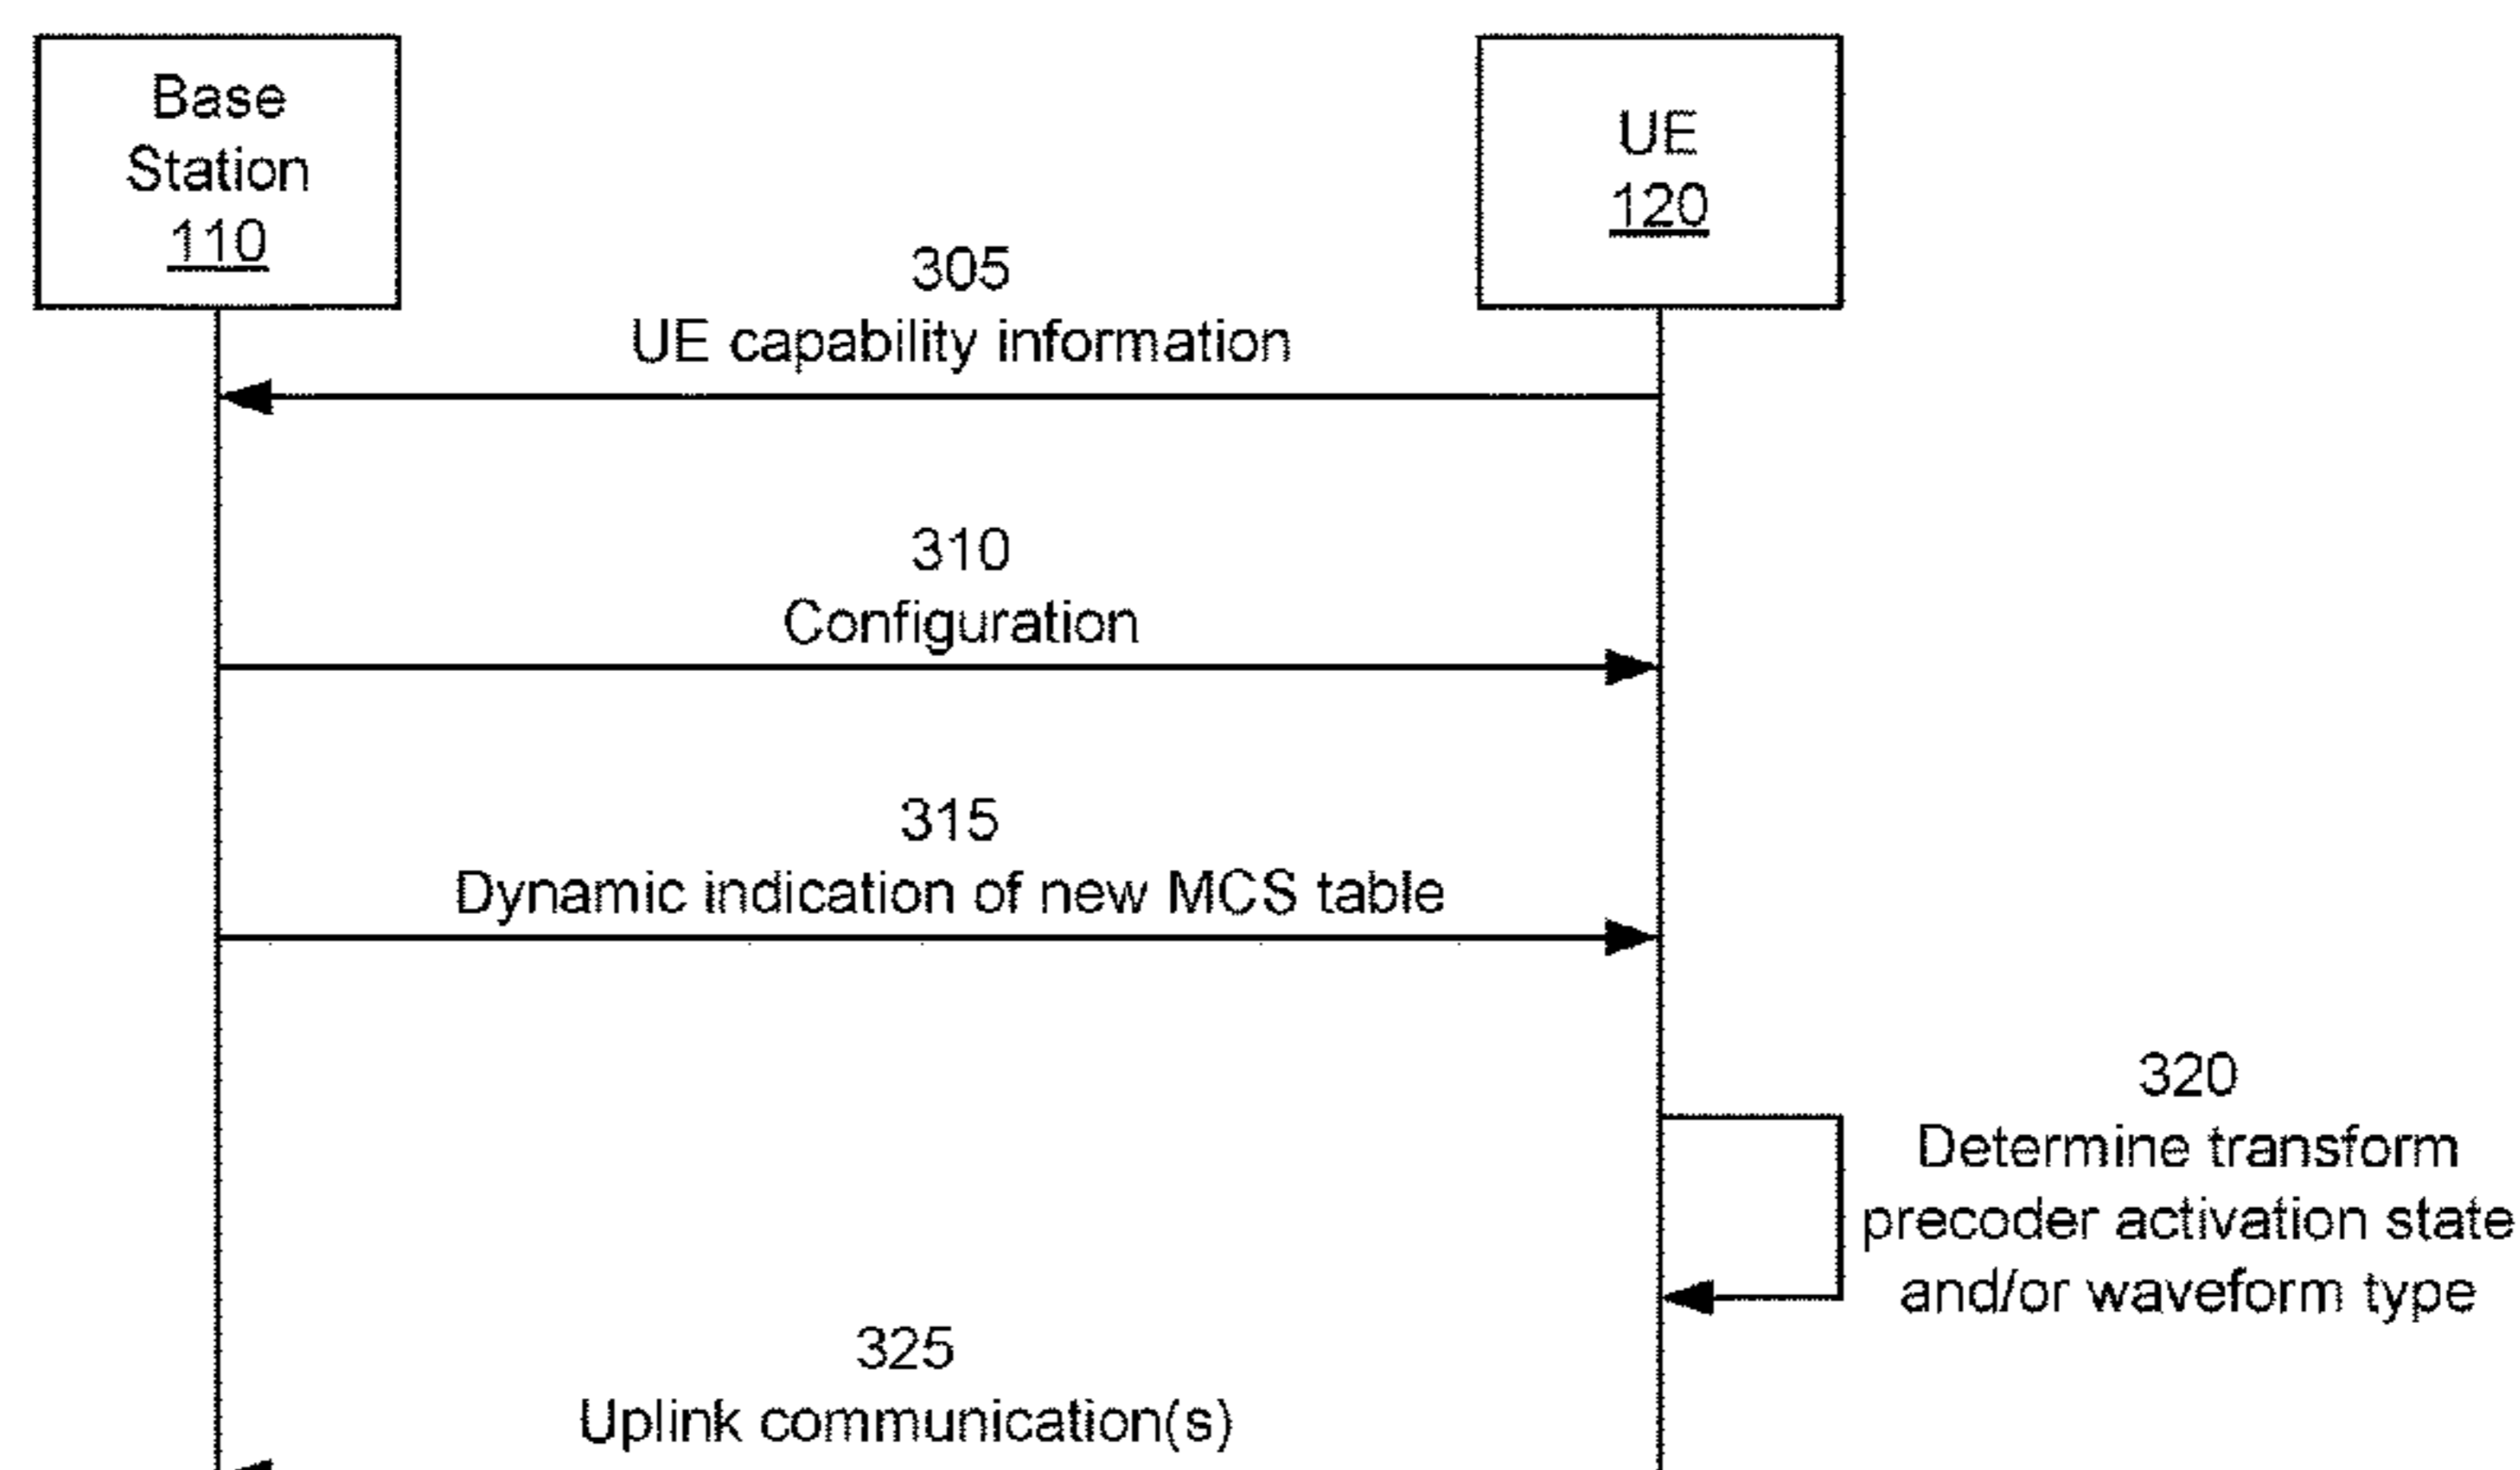 Base
Station
110
UE
120
305
UE capability information
310
Configuration
315
Dynamic indication of new MCS table
320
Determine transform
precoder activation state
and/or waveform type
325
Uplink communication(s)